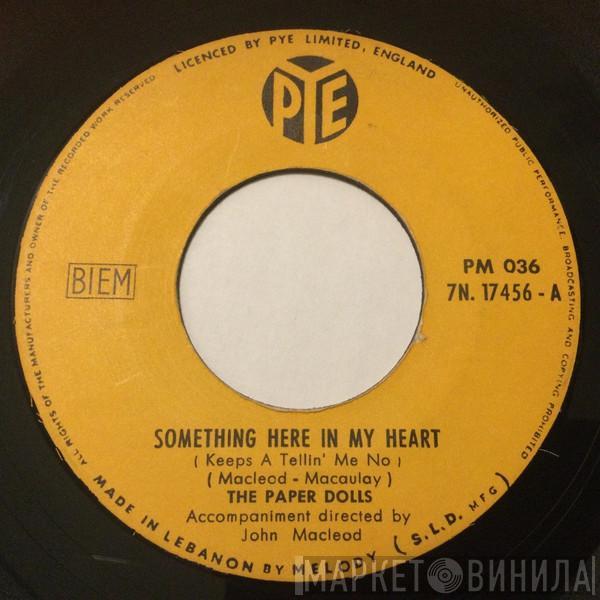 LICENCED BY PYE LIMITED, ENGLAND
UNAUTHORIZED PUBLIC PERFORMANCE, BROADCASTING AND COPYING PROHIBITED
ALL RIGHTS OF THE MANUFACTURERS AND OWNER OF THE RECORDED WORK RESERVED
PYE
BIEM
PM 036
7N. 17456 - A
SOMETHING HERE IN MY HEART
( Keeps A Tellin' Me No )
( Macleod - Macaulay )
THE PAPER DOLLS
Accompaniment directed by
John Macleod
MADE IN LEBANON BY MELODY ( S.L.D. MFG )
МАРКЕТ ВИНИЛА